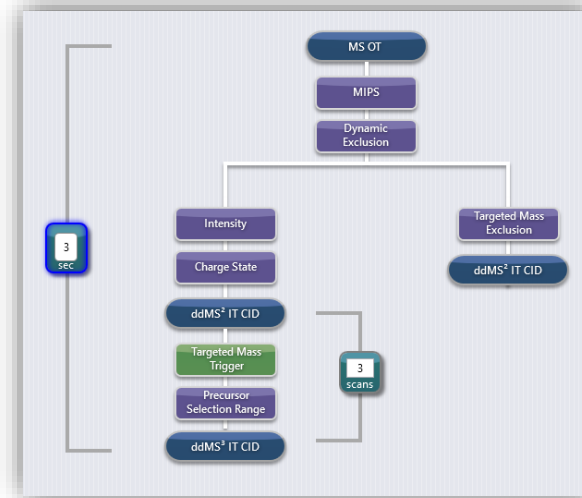 MS OT
MIPS
Dynamic
Exclusion
Intensity
Targeted Mass
Exclusion
3
sec
Charge State
ddMS² IT CID
ddMS² IT CID
Targeted Mass
Trigger
3
scans
Precursor
Selection Range
ddMS³ IT CID